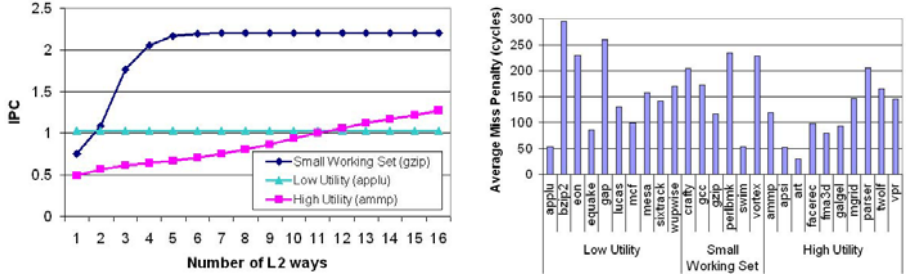 2.5
2
1.5
1
0.5
0
IPC
Small Working Set (gzip)
Low Utility (applu)
High Utility (ammp)
1 2 3 4 5 6 7 8 9 10 11 12 13 14 15 16
Number of L2 ways
300
250
200
150
100
50
0
Average Miss Penalty (cycles)
applu
bzip2
eon
equake
gap
lucas
mcf
mesa
sixtrack
wupwise
crafty
gcc
gzip
perlbmk
swim
vortex
ammp
apsi
art
facerec
fma3d
galgel
mgrid
parser
twolf
vpr
Low Utility
Small
Working Set
High Utility